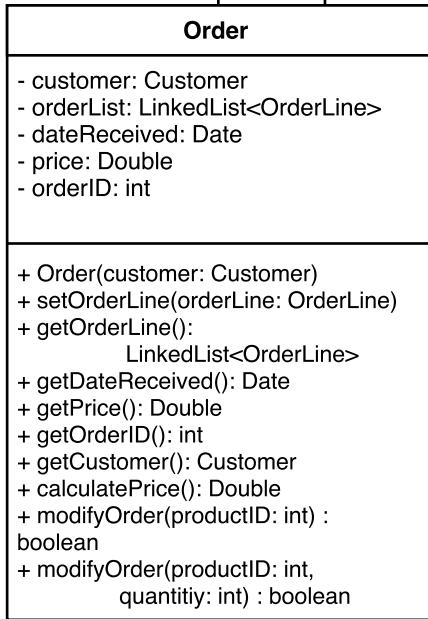 Order
- customer: Customer
- orderList: LinkedList<OrderLine>
- dateReceived: Date
- price: Double
- orderID: int
+ Order(customer: Customer)
+ setOrderLine(orderLine: OrderLine)
+ getOrderLine():
LinkedList<OrderLine>
+ getDateReceived(): Date
+ getPrice(): Double
+ getOrderID(): int
+ getCustomer(): Customer
+ calculatePrice(): Double
+ modifyOrder(productID: int) :
boolean
+ modifyOrder(productID: int,
quantitiy: int) : boolean